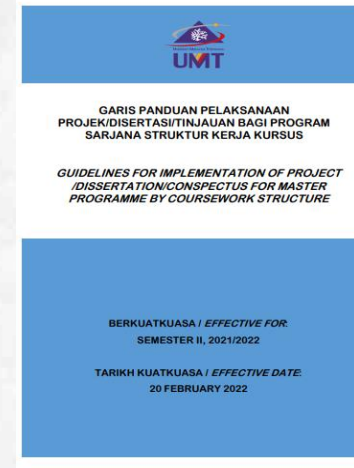 UMT
GARIS PANDUAN PELAKSANAAN
PROJEK/DISERTASI/TINJAUAN BAGI PROGRAM
SARJANA STRUKTUR KERJA KURSUS
GUIDELINES FOR IMPLEMENTATION OF PROJECT
/DISSERTATION/CONSPECTUS FOR MASTER
PROGRAMME BY COURSEWORK STRUCTURE
BERKUATKUASA / EFFECTIVE FOR:
SEMESTER II, 2021/2022
TARIKH KUATKUASA / EFFECTIVE DATE:
20 FEBRUARY 2022